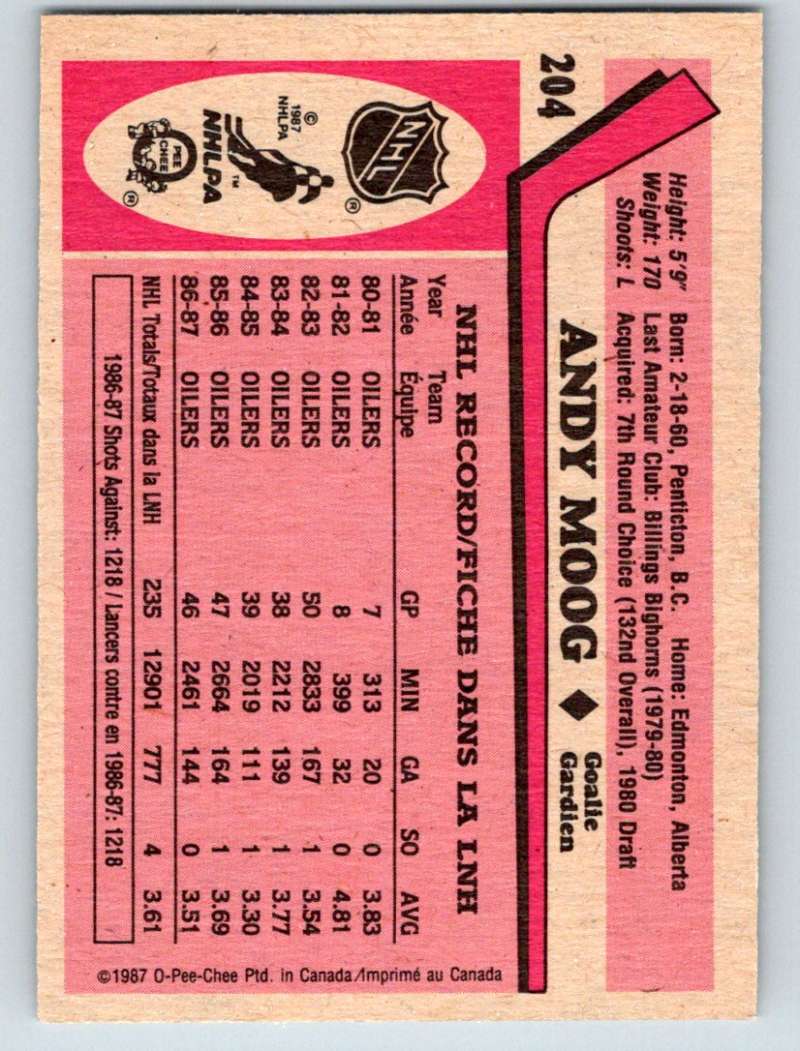 204
Height: 5'9" Born: 2-18-60, Penticton, B.C. Home: Edmonton, Alberta
Weight: 170 Last Amateur Club: Billings Bighorns (1979-80)
Shoots: L Acquired: 7th Round Choice (132nd Overall), 1980 Draft
ANDY MOOG ◆ Goalie
Gardien
NHL
®
© 1987
NHLPA
™
NHLPA
O PEE
CHEE
®
NHL RECORD/FICHE DANS LA LNH
Year Team
Année Équipe GP MIN GA SO AVG
80-81 OILERS 7 313 20 0 3.83
81-82 OILERS 8 399 32 0 4.81
82-83 OILERS 50 2833 167 1 3.54
83-84 OILERS 38 2212 139 1 3.77
84-85 OILERS 39 2019 111 1 3.30
85-86 OILERS 47 2664 164 1 3.69
86-87 OILERS 46 2461 144 0 3.51
NHL Totals/Totaux dans la LNH 235 12901 777 4 3.61
1986-87 Shots Against: 1218 / Lancers contre en 1986-87: 1218
©1987 O-Pee-Chee Ptd. in Canada/Imprimé au Canada